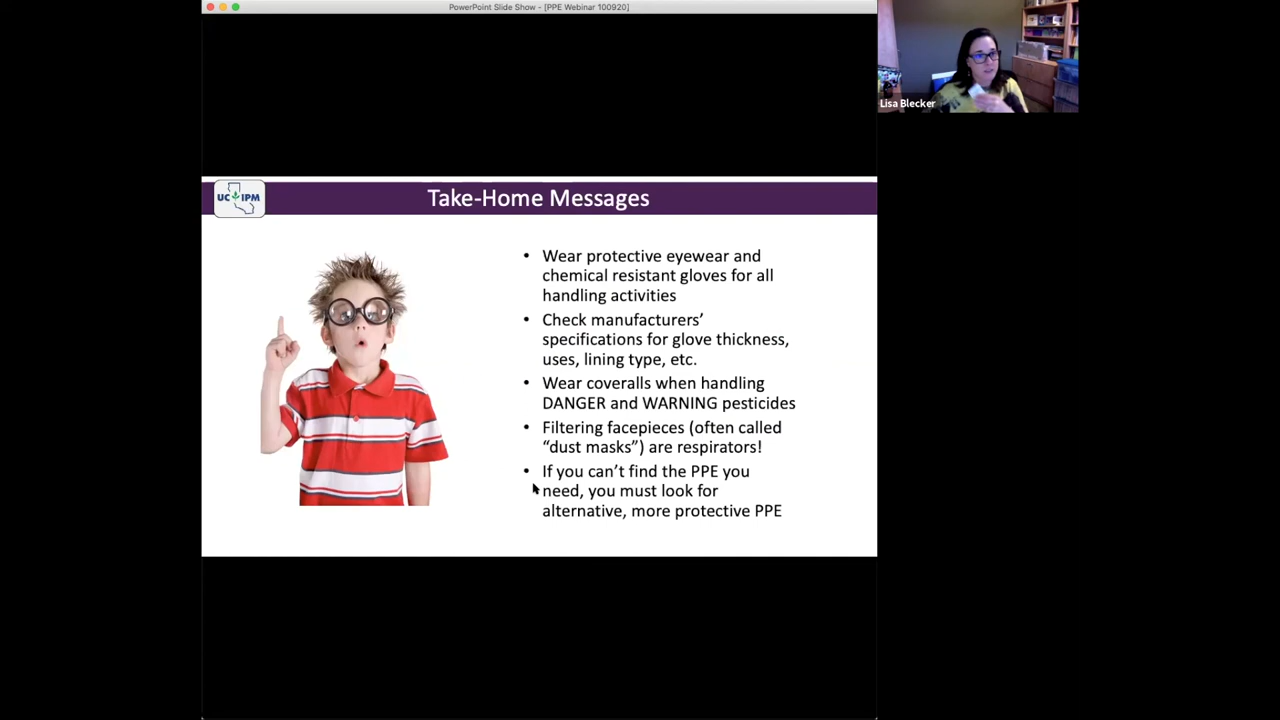 PowerPoint Slide Show - [PPE Webinar 100920]
Lisa Blecker
UC IPM
Take-Home Messages
• Wear protective eyewear and
chemical resistant gloves for all
handling activities
• Check manufacturers’
specifications for glove thickness,
uses, lining type, etc.
• Wear coveralls when handling
DANGER and WARNING pesticides
• Filtering facepieces (often called
“dust masks”) are respirators!
• If you can’t find the PPE you
need, you must look for
alternative, more protective PPE